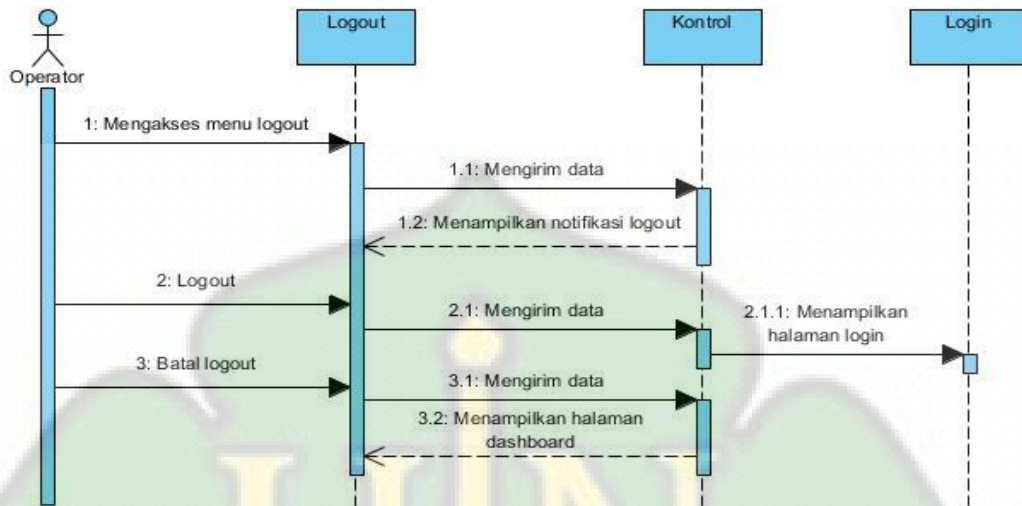 Logout
Kontrol
Login
Operator
1: Mengakses menu logout
1.1: Mengirim data
1.2: Menampilkan notifikasi logout
2: Logout
2.1: Mengirim data
2.1.1: Menampilkan
halaman login
3: Batal logout
3.1: Mengirim data
3.2: Menampilkan halaman
dashboard
UIN